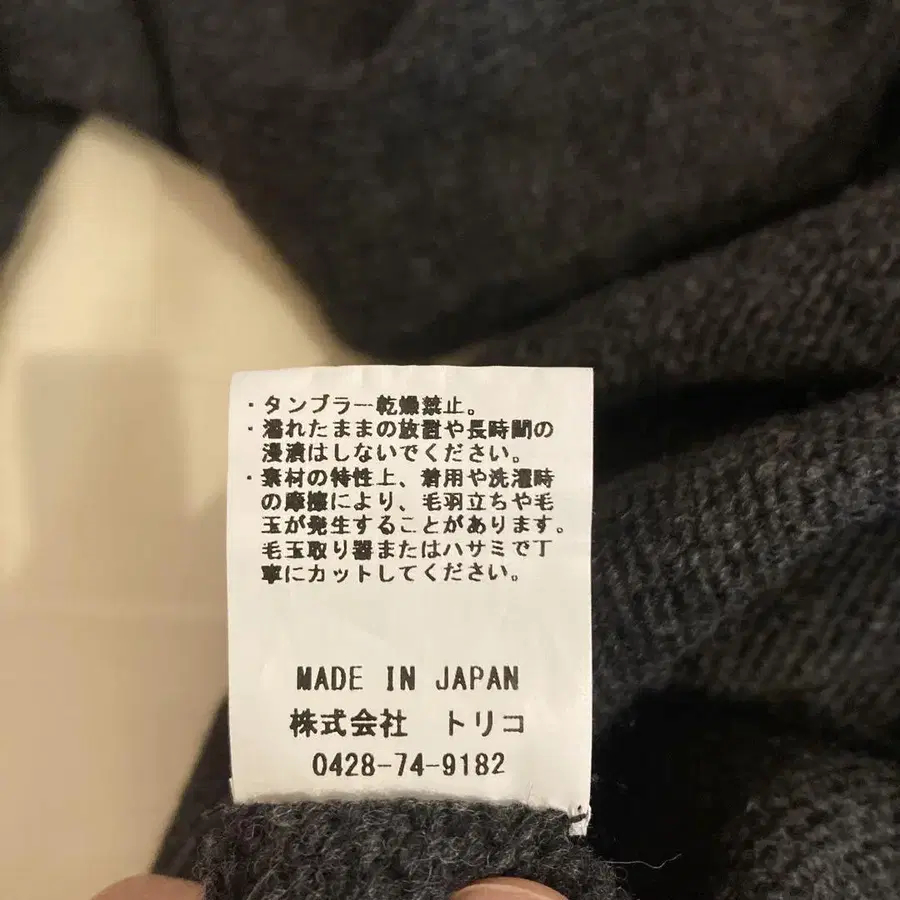 ・タンブラー乾燥禁止。
・濡れたままの放置や長時間の
浸漬はしないでください。
・素材の特性上、着用や洗濯時
の摩擦により、毛羽立ちや毛
玉が発生することがあります。
毛玉取り器またはハサミで丁
寧にカットしてください。
MADE IN JAPAN
株式会社 トリコ
0428-74-9182